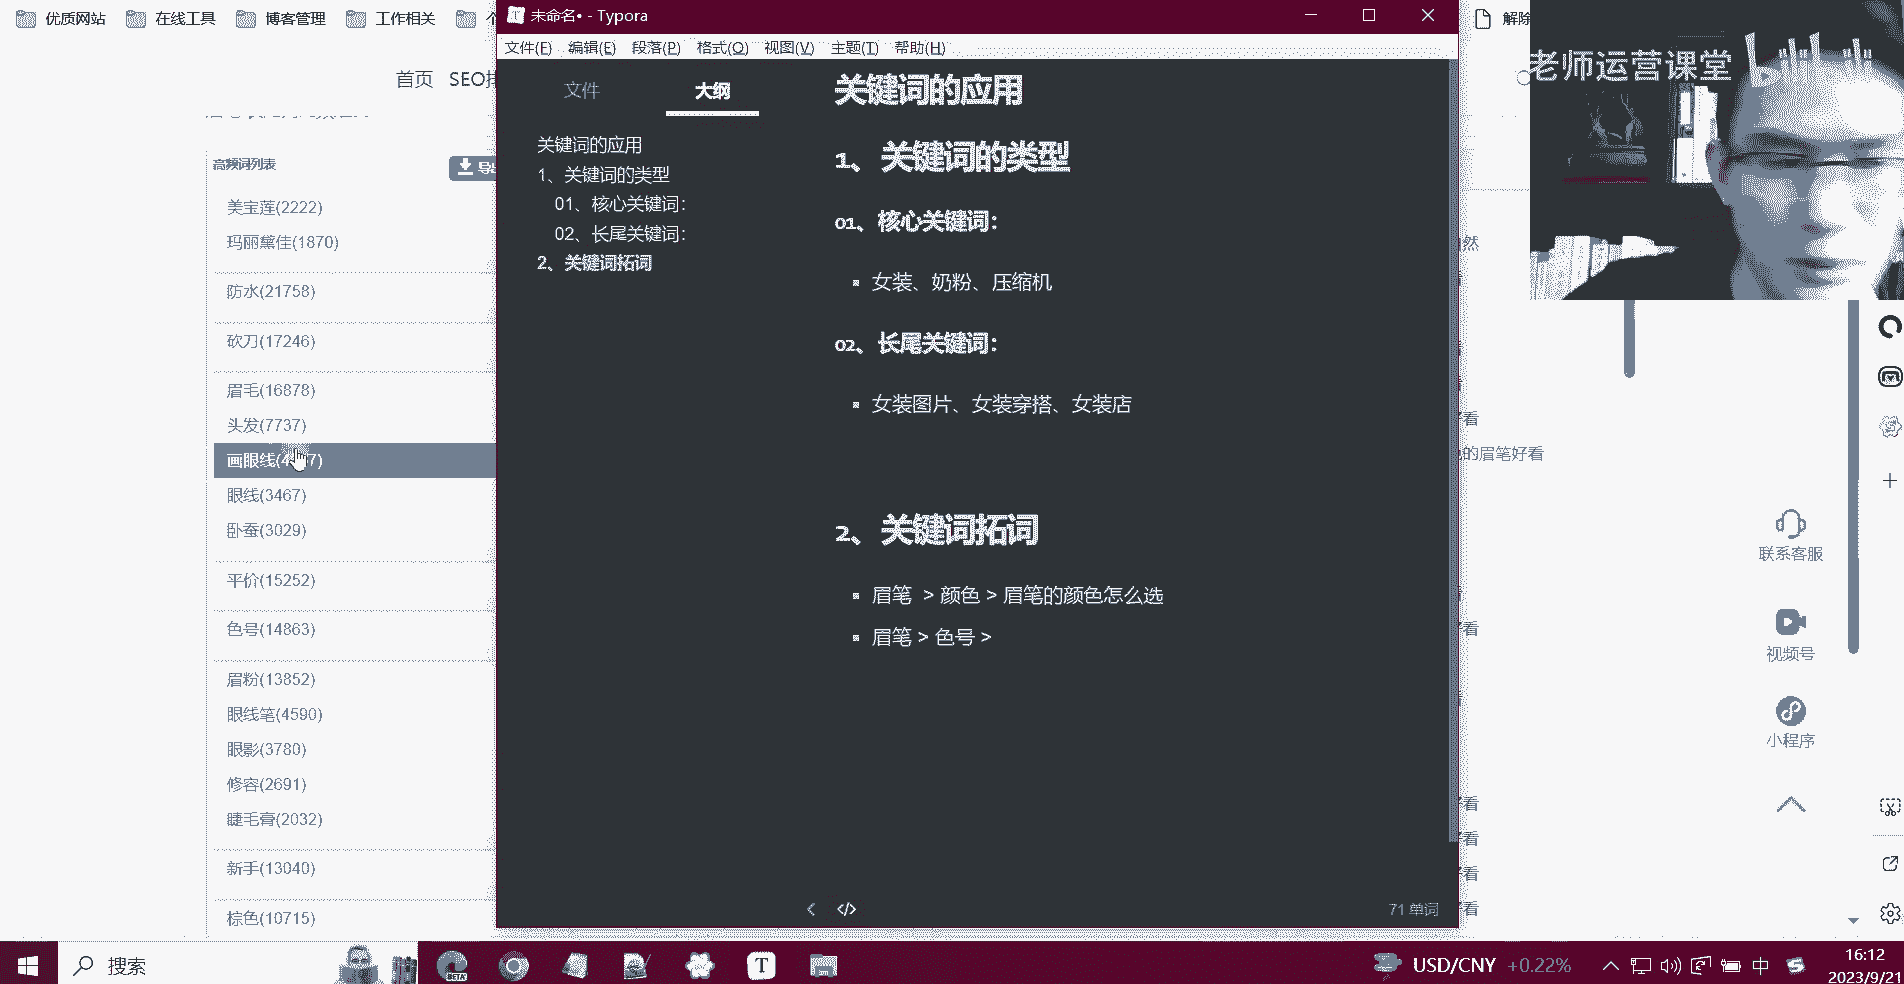 优质网站
在线工具
博客管理
工作相关
未命名• - Typora
解除
文件(F) 编辑(E) 段落(P) 格式(O) 视图(V) 主题(T) 帮助(H)
首页 SEO
老师运营课堂
文件
大纲
关键词的应用
1、关键词的类型
01、核心关键词：
02、长尾关键词：
2、关键词拓词
关键词的应用
1、 关键词的类型
01、 核心关键词：
女装、奶粉、压缩机
02、 长尾关键词：
女装图片、女装穿搭、女装店
2、 关键词拓词
眉笔 > 颜色 > 眉笔的颜色怎么选
眉笔 > 色号 >
71 单词
高频词列表
美宝莲(2222)
玛丽黛佳(1870)
防水(21758)
砍刀(17246)
眉毛(16878)
头发(7737)
画眼线
眼线(3467)
卧蚕(3029)
平价(15252)
色号(14863)
眉粉(13852)
眼线笔(4590)
眼影(3780)
修容(2691)
睫毛膏(2032)
新手(13040)
棕色(10715)
然
看
的眉笔好看
看
看
看
看
看
联系客服
视频号
小程序
搜索
USD/CNY +0.22%
中
16:12
2023/9/21